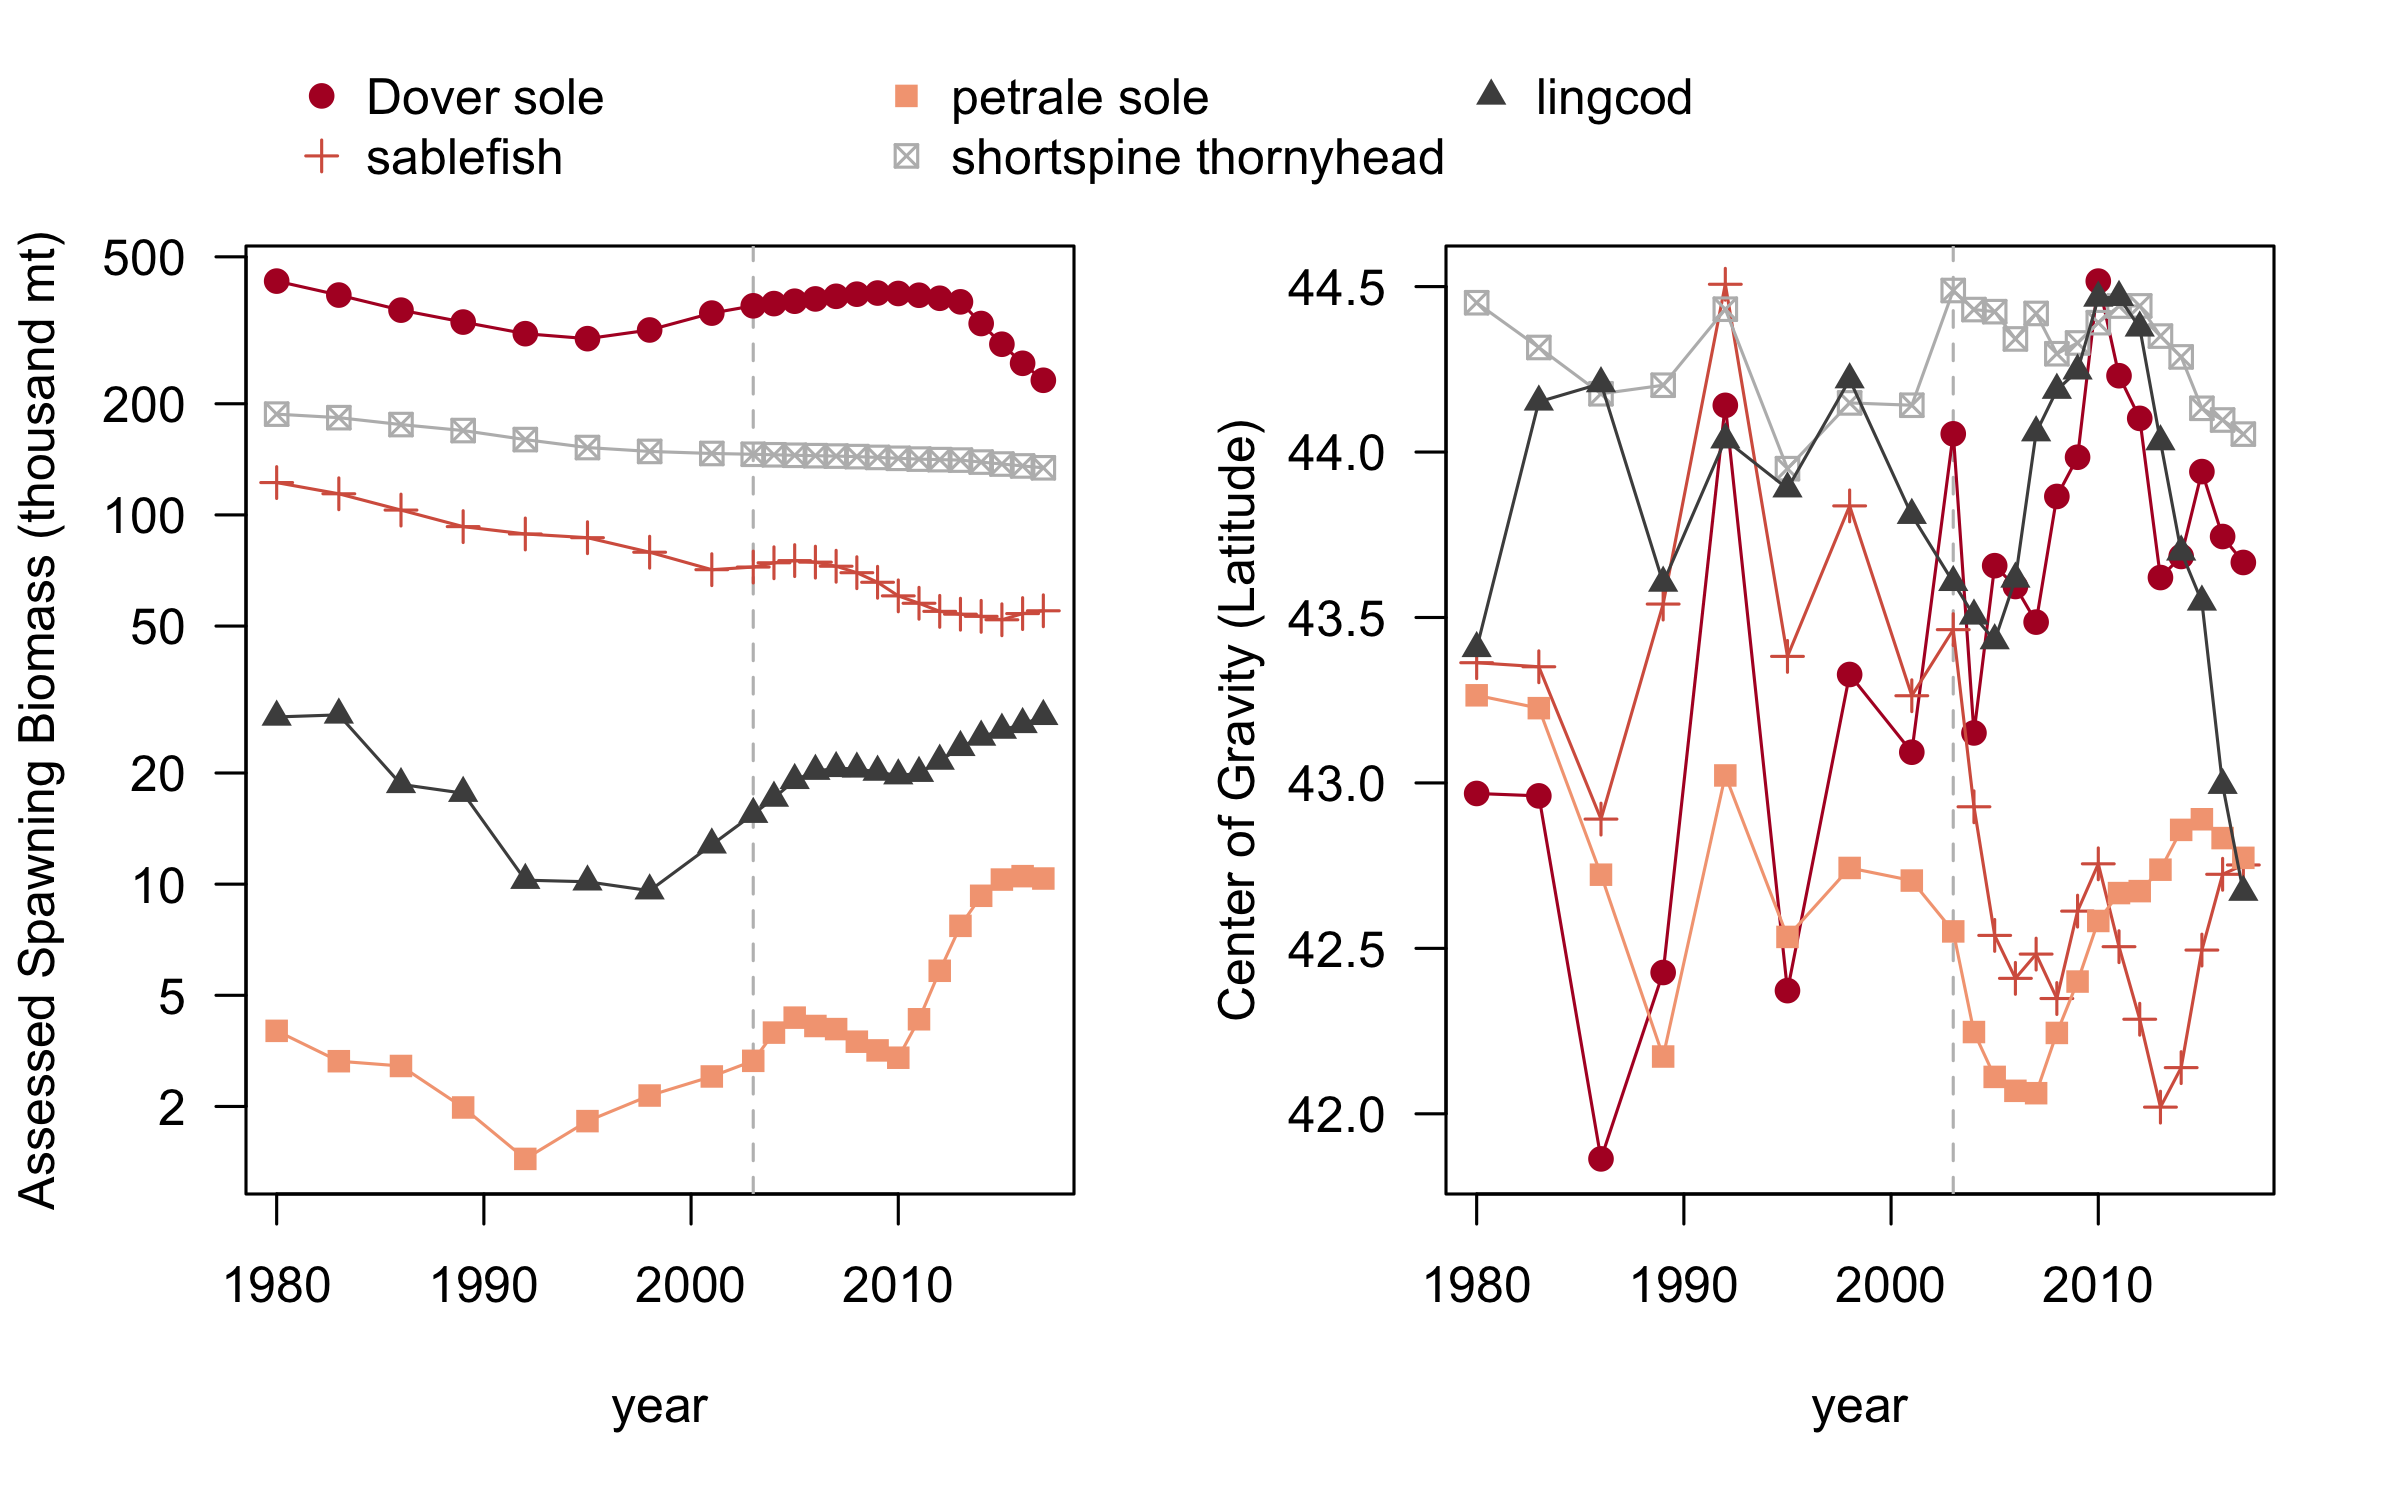 Dover sole
petrale sole
lingcod
sablefish
shortspine thornyhead
Assessed Spawning Biomass (thousand mt)
500
200
100
50
20
10
5
2
1980 1990 2000 2010
year
Center of Gravity (Latitude)
44.5
44.0
43.5
43.0
42.5
42.0
1980 1990 2000 2010
year